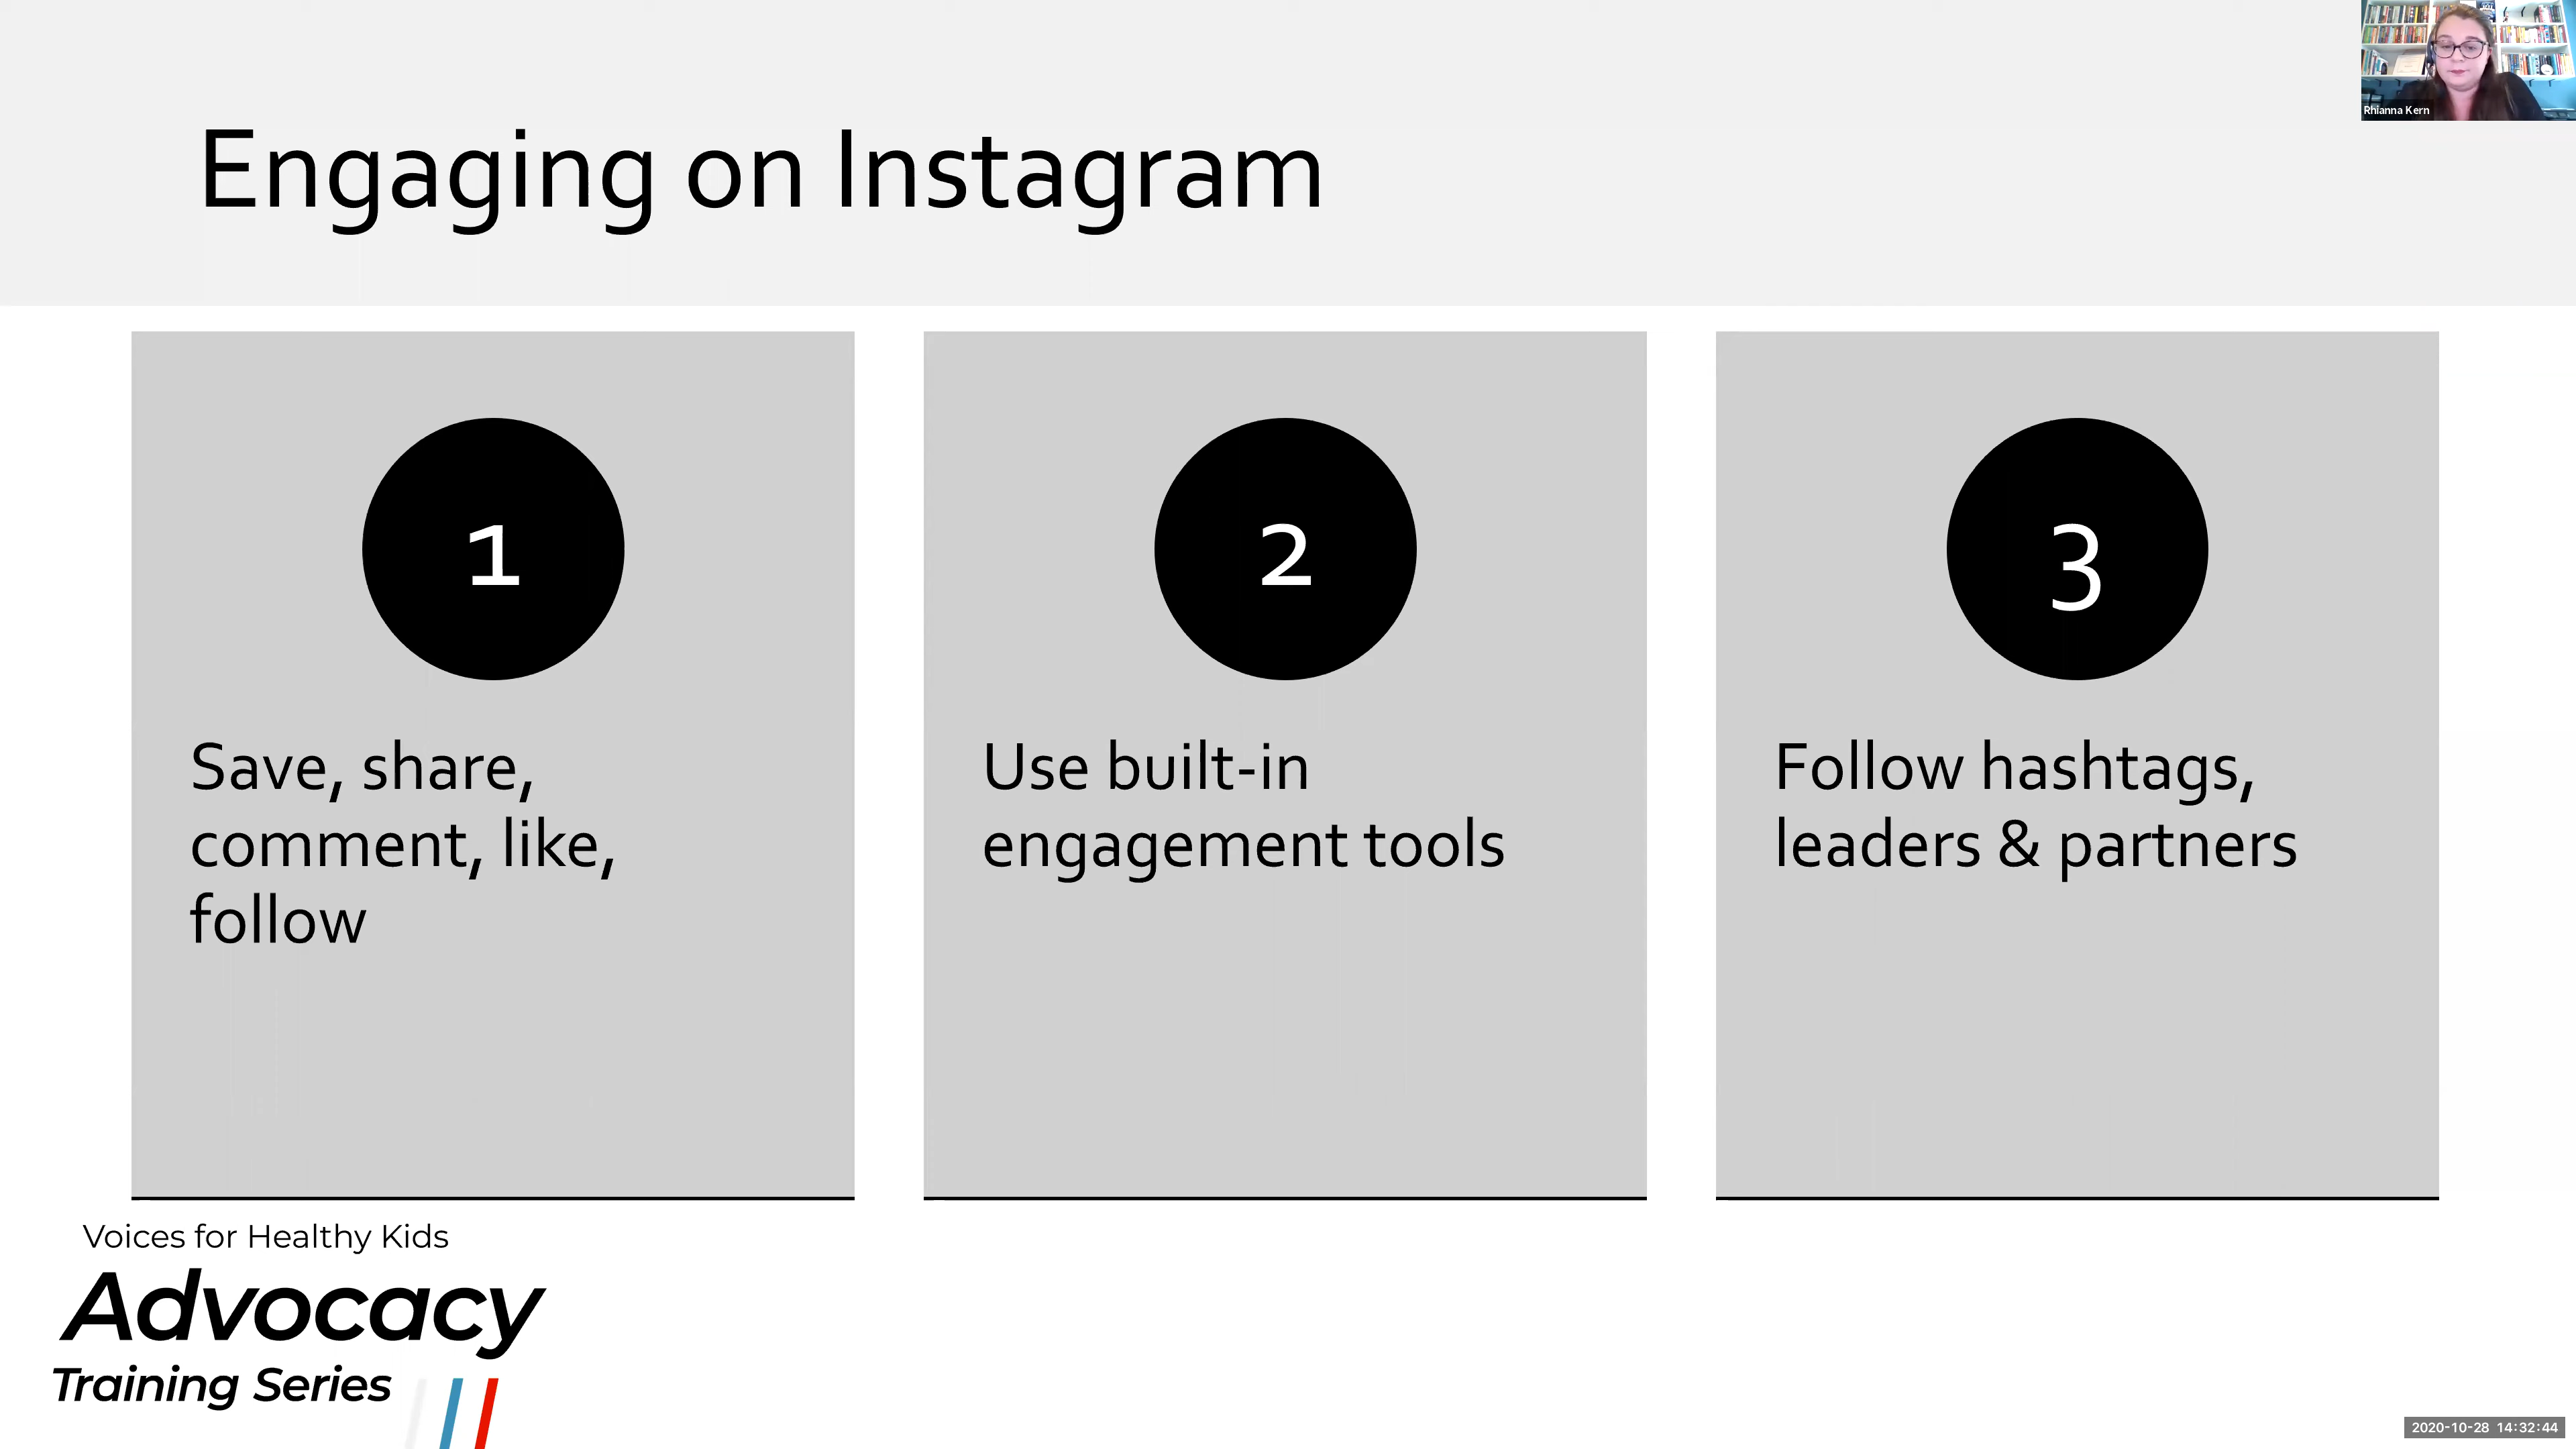 Rhianna Kern
Engaging on Instagram
1
Save, share,
comment, like,
follow
2
Use built-in
engagement tools
3
Follow hashtags,
leaders & partners
Voices for Healthy Kids
Advocacy
Training Series
2020-10-28 14:32:44